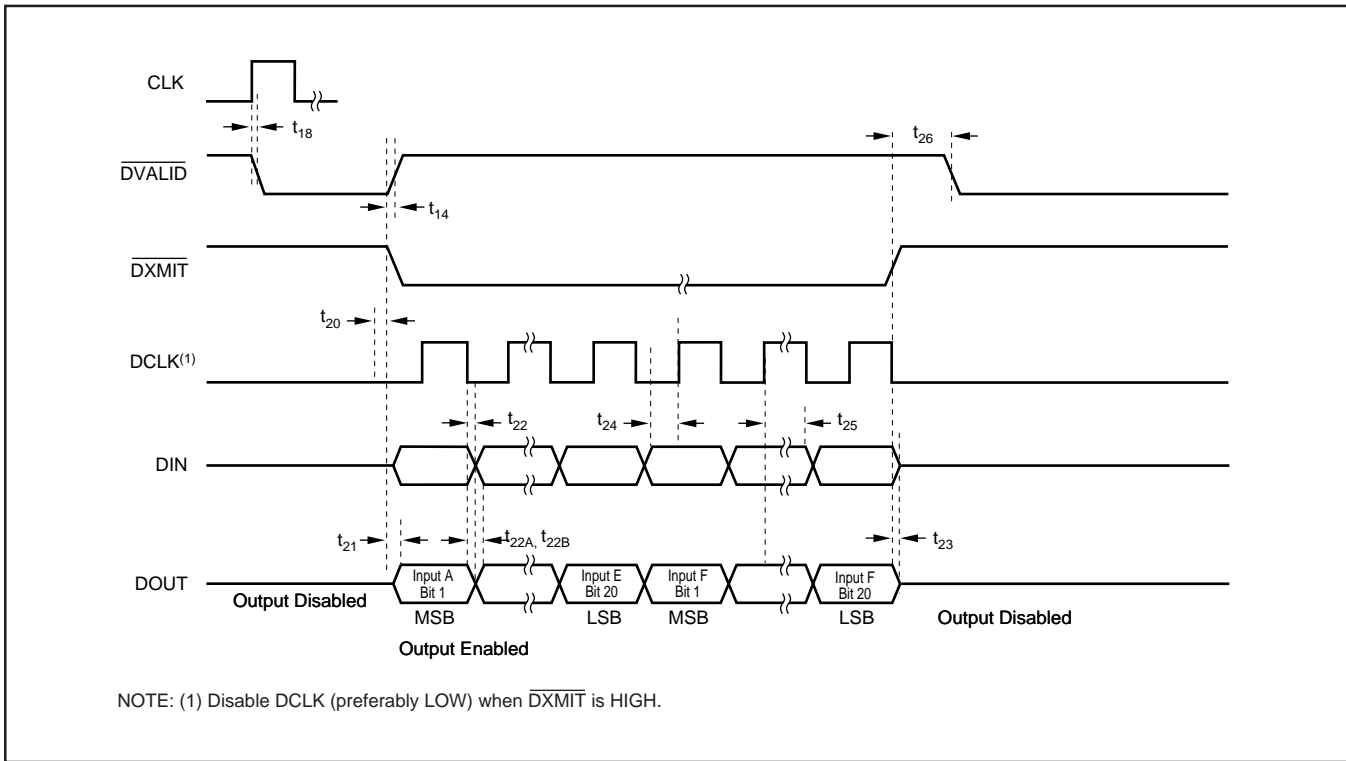 CLK
t18
DVALID
t26
t14
DXMIT
t20
DCLK(1)
t22
t24
t25
DIN
t21
t22A, t22B
t23
DOUT
Input A
Bit 1
Input E
Bit 20
Input F
Bit 1
Input F
Bit 20
Output Disabled
MSB
LSB
MSB
LSB
Output Disabled
Output Enabled
NOTE: (1) Disable DCLK (preferably LOW) when DXMIT is HIGH.